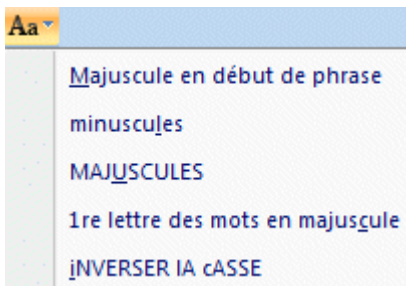 Aa
Majuscule en début de phrase
minuscules
MAJUSCULES
1re lettre des mots en majuscule
iNVERSER lA cASSE